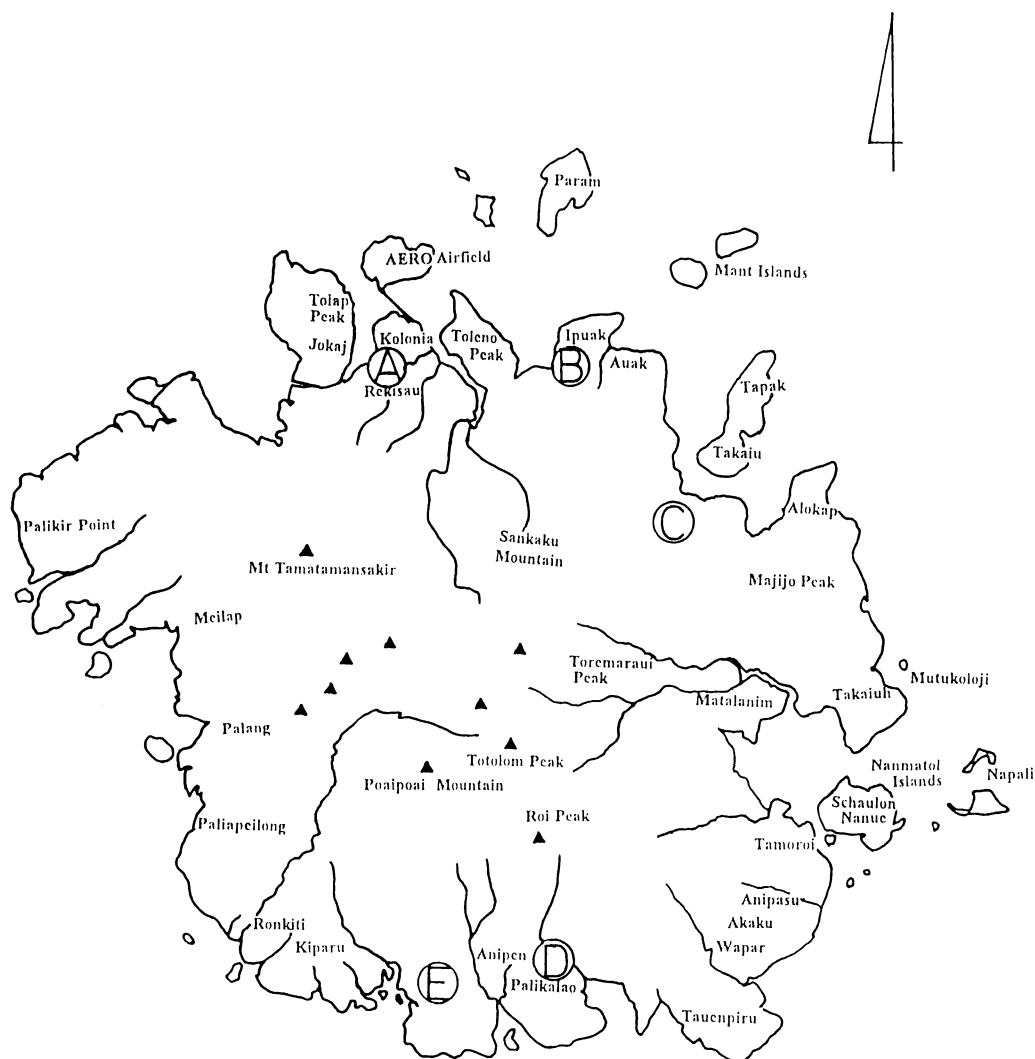 Param
AERO Airfield
Mant Islands
Tolap
Peak
Jokaj
Kolonia
Toleno
Peak
Ipuak
Auak
A
B
Rekisau
Tapak
Takaiu
Alokap
C
Palikir Point
Sankaku
Mountain
Mt Tamatamansakir
Majijo Peak
Meilap
Toremaraui
Peak
Mutukoloji
Matalanim
Takaiuh
Palang
Totolom Peak
Poaipoai Mountain
Nanmatol
Islands
Napali
Schaulon
Nanue
Roi Peak
Paliapeilong
Tamoroi
Anipasu
Akaku
Wapar
Ronkiti
Kiparu
Anipen
D
E
Palikalao
Tauenpiru